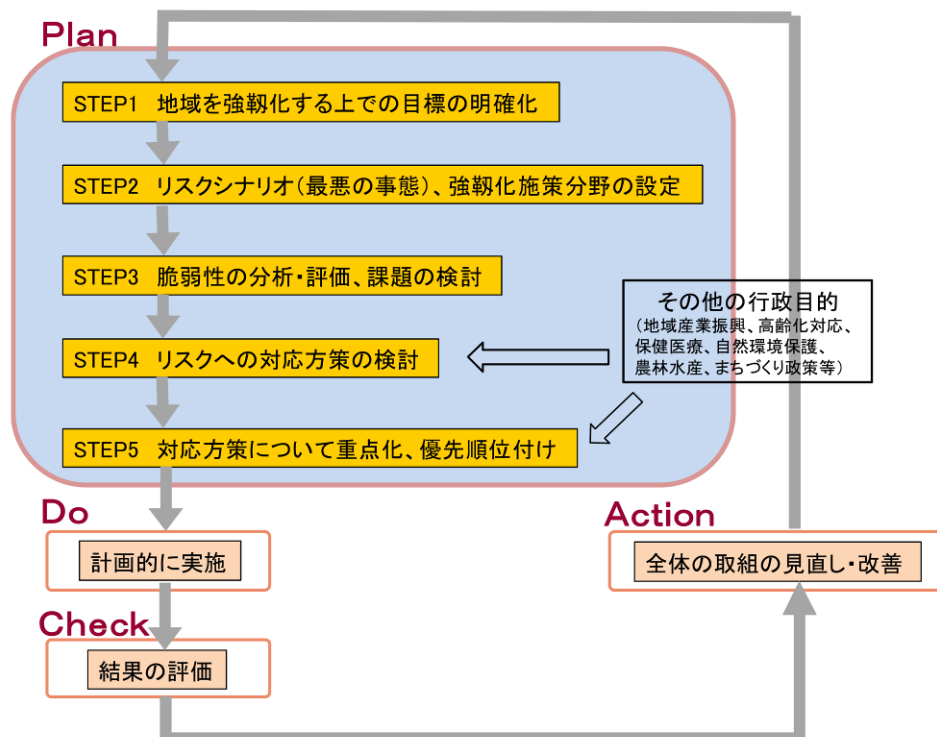 Plan
STEP1 地域を強靱化する上での目標の明確化
STEP2 リスクシナリオ（最悪の事態）、強靱化施策分野の設定
STEP3 脆弱性の分析・評価、課題の検討
その他の行政目的
（地域産業振興、高齢化対応、
保健医療、自然環境保護、
農林水産、まちづくり政策等）
STEP4 リスクへの対応方策の検討
STEP5 対応方策について重点化、優先順位付け
Do
計画的に実施
Action
全体の取組の見直し・改善
Check
結果の評価